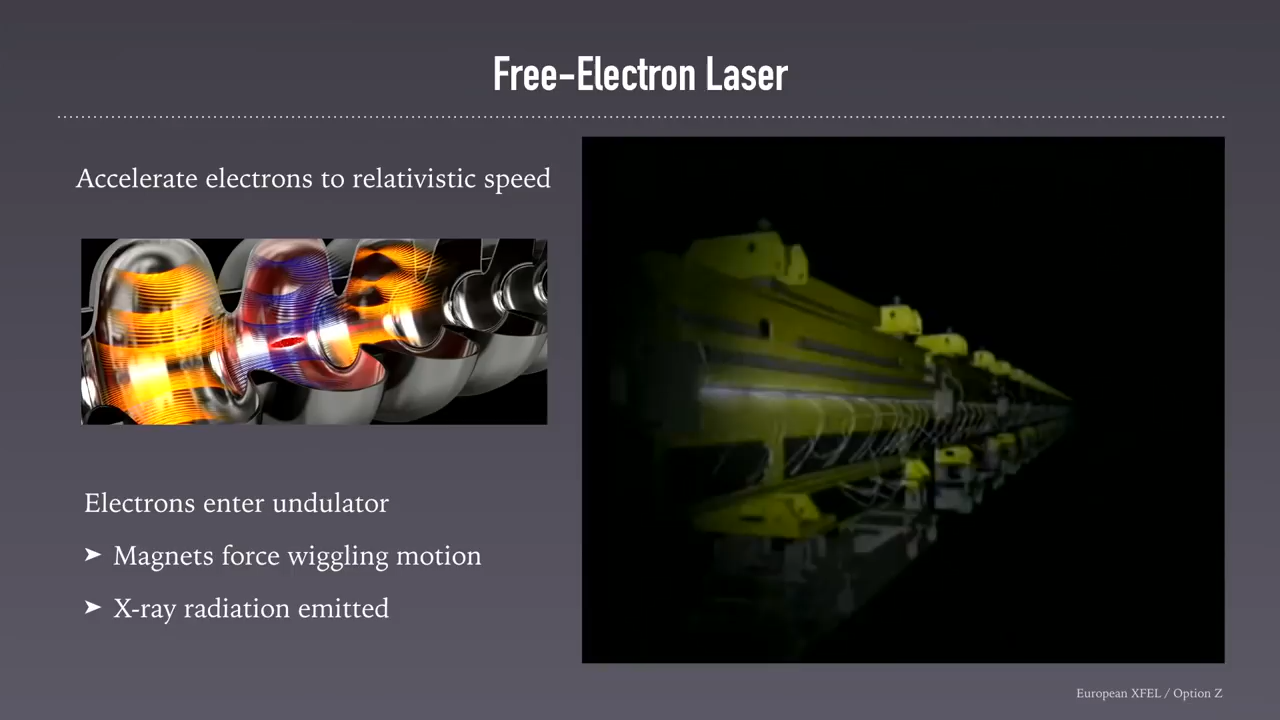 Free-Electron Laser
Accelerate electrons to relativistic speed
Electrons enter undulator
➤ Magnets force wiggling motion
➤ X-ray radiation emitted
European XFEL / Option Z